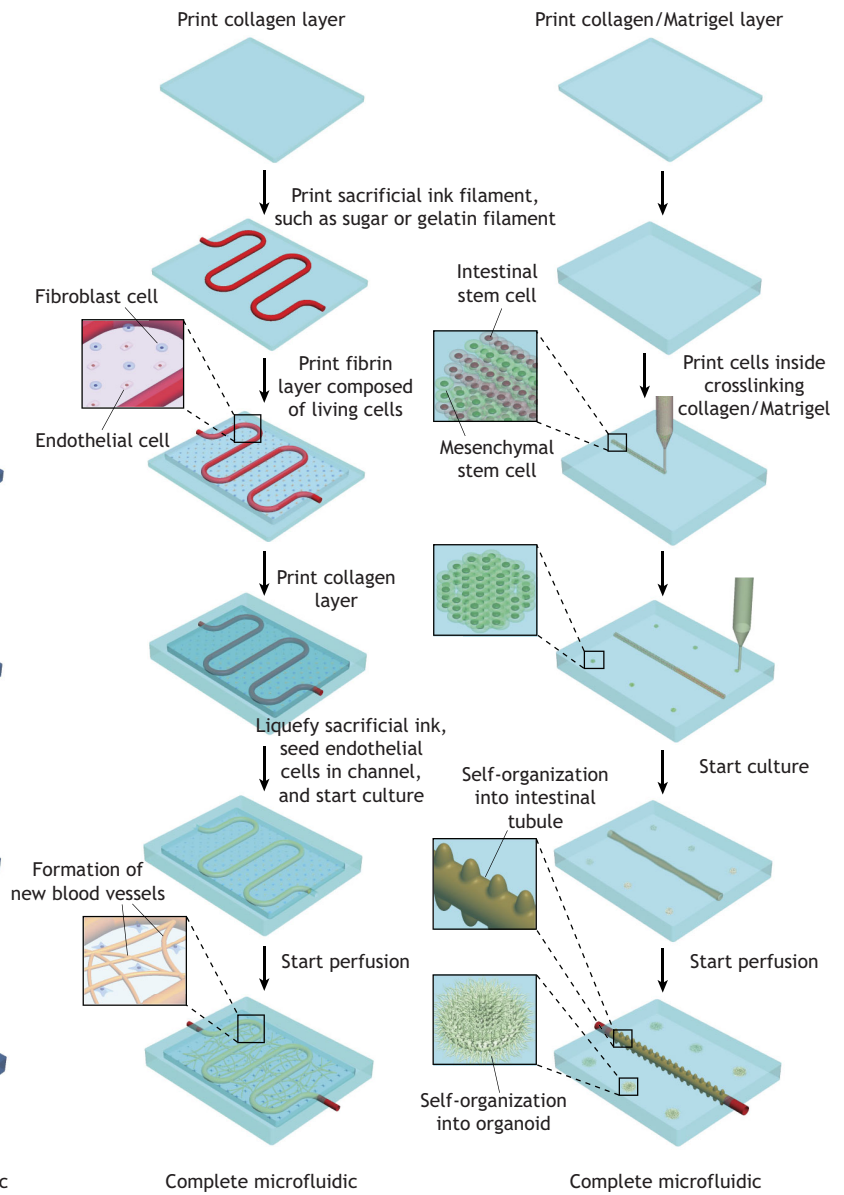 Print collagen layer
Print sacrificial ink filament,
such as sugar or gelatin filament
Fibroblast cell
Print fibrin
layer composed
of living cells
Endothelial cell
Print collagen
layer
Liquefy sacrificial ink,
seed endothelial
cells in channel,
and start culture
Formation of
new blood vessels
Start perfusion
Complete microfluidic
Print collagen/Matrigel layer
Intestinal
stem cell
Print cells inside
crosslinking
collagen/Matrigel
Mesenchymal
stem cell
Start culture
Self-organization
into intestinal
tubule
Start perfusion
Self-organization
into organoid
Complete microfluidic
c